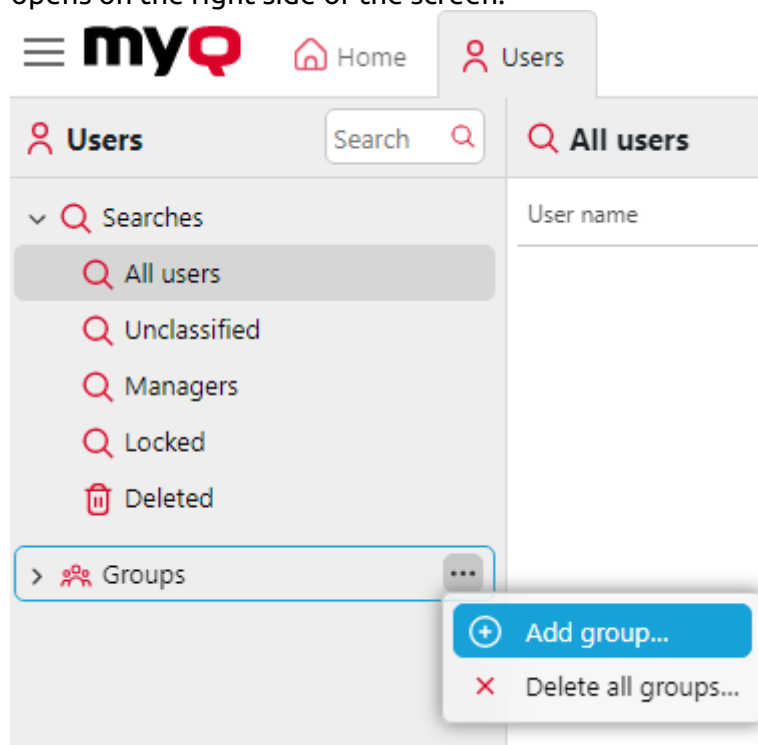 opens on the right side of the screen.
myQ Home Users
Users Search All users
Searches User name
All users
Unclassified
Managers
Locked
Deleted
Groups ...
Add group...
Delete all groups...